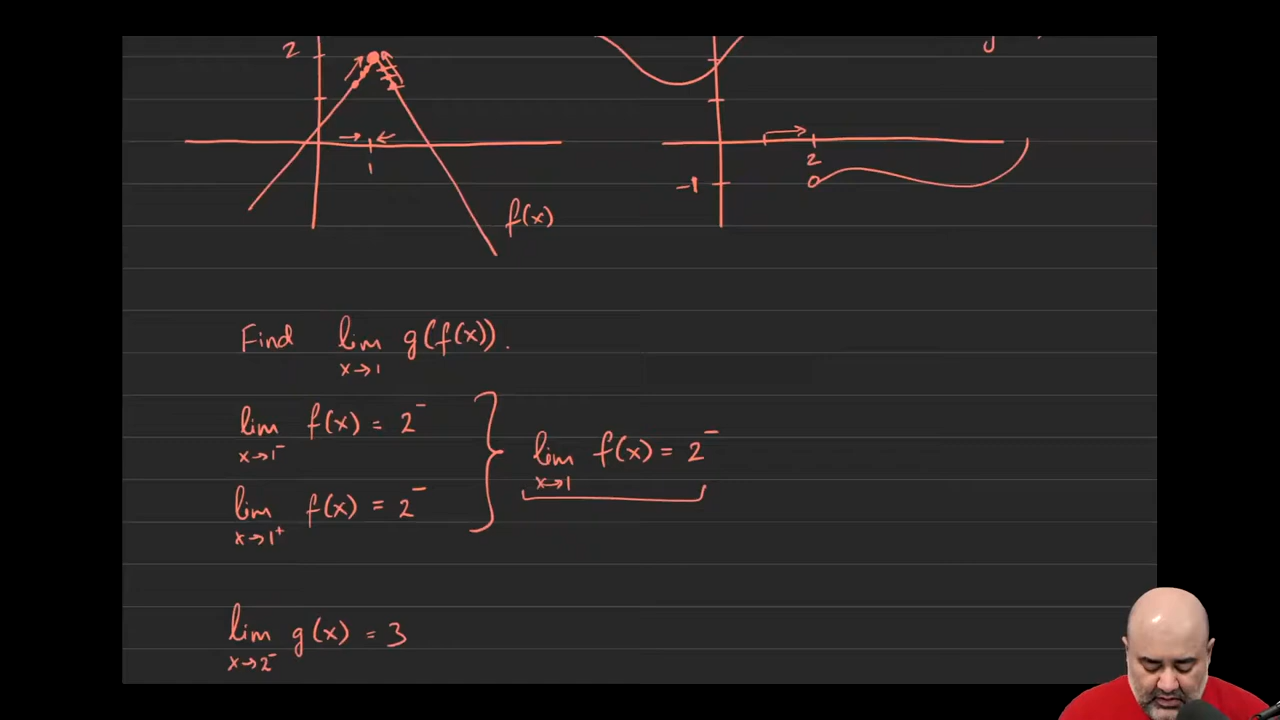 2
1
f(x)
2
-1
Find lim x→1 g(f(x)).
lim x→1⁻ f(x) = 2⁻
lim x→1⁺ f(x) = 2⁻
lim x→1 f(x) = 2⁻
lim x→2⁻ g(x) = 3